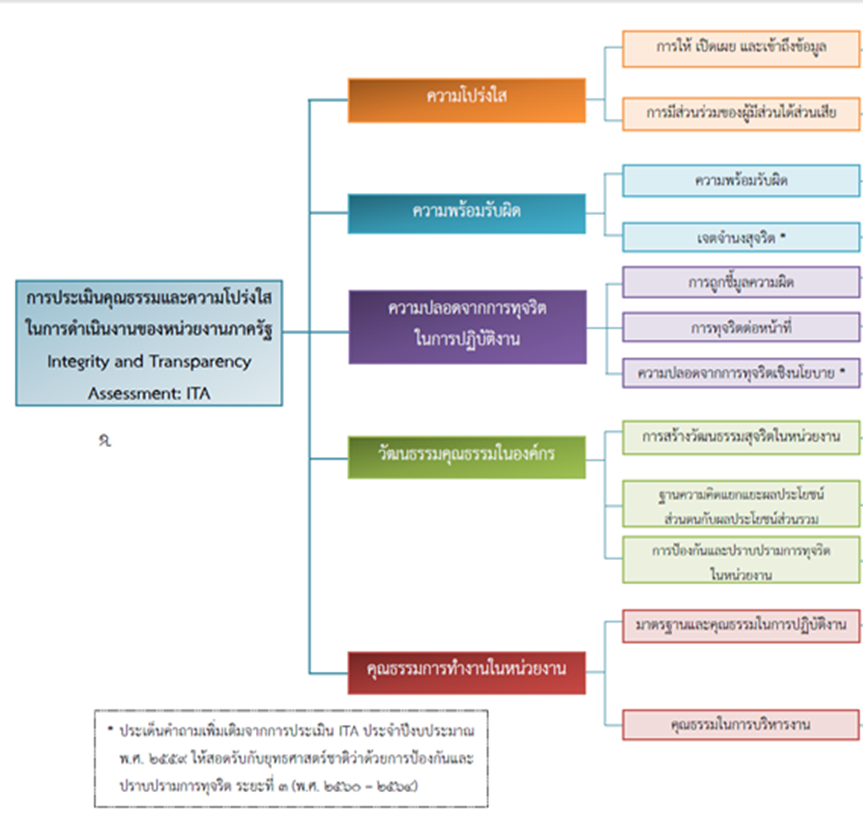 การประเมินคุณธรรมและความโปร่งใส
ในการดำเนินงานของหน่วยงานภาครัฐ
Integrity and Transparency
Assessment: ITA
ความโปร่งใส
การให้ เปิดเผย และเข้าถึงข้อมูล
การมีส่วนร่วมของผู้มีส่วนได้ส่วนเสีย
ความพร้อมรับผิด
ความพร้อมรับผิด
เจตจำนงสุจริต *
ความปลอดจากการทุจริต
ในการปฏิบัติงาน
การถูกชี้มูลความผิด
การทุจริตต่อหน้าที่
ความปลอดจากการทุจริตเชิงนโยบาย *
วัฒนธรรมคุณธรรมในองค์กร
การสร้างวัฒนธรรมสุจริตในหน่วยงาน
ฐานความคิดแยกแยะผลประโยชน์
ส่วนตนกับผลประโยชน์ส่วนรวม
การป้องกันและปราบปรามการทุจริต
ในหน่วยงาน
คุณธรรมการทำงานในหน่วยงาน
มาตรฐานและคุณธรรมในการปฏิบัติงาน
คุณธรรมในการบริหารงาน
* ประเด็นคำถามเพิ่มเติมจากการประเมิน ITA ประจำปีงบประมาณ
พ.ศ. ๒๕๕๙ ให้สอดรับกับยุทธศาสตร์ชาติว่าด้วยการป้องกันและ
ปราบปรามการทุจริต ระยะที่ ๓ (พ.ศ. ๒๕๖๐ – ๒๕๖๔)